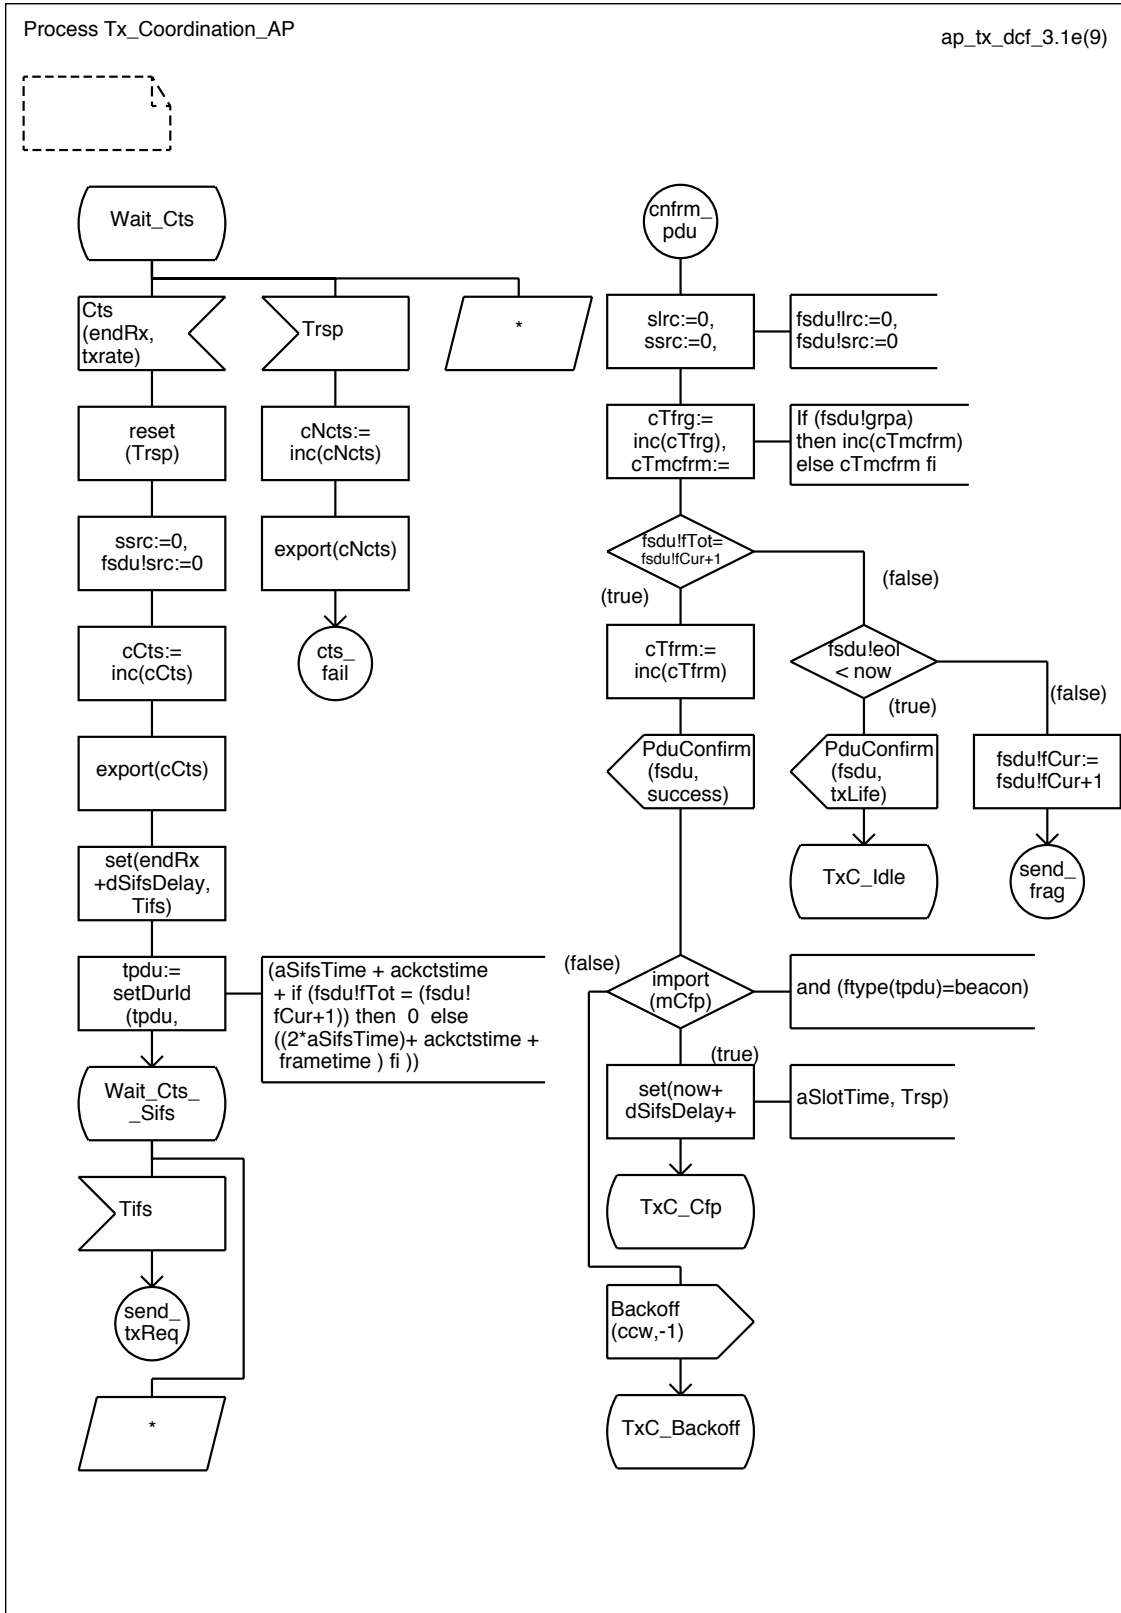 Process Tx_Coordination_AP
ap_tx_dcf_3.1e(9)
Wait_Cts
Cts
(endRx,
txrate)
Trsp
*
reset
(Trsp)
cNcts:=
inc(cNcts)
ssrc:=0,
fsdu!src:=0
export(cNcts)
cCts:=
inc(cCts)
cts_
fail
export(cCts)
set(endRx
+dSifsDelay,
Tifs)
tpdu:=
setDurId
(tpdu,
(aSifsTime + ackctstime
+ if (fsdu!fTot = (fsdu!
fCur+1)) then 0 else
((2*aSifsTime)+ ackctstime +
frametime ) fi ))
Wait_Cts_
_Sifs
Tifs
send_
txReq
*
cnfrm_
pdu
slrc:=0,
ssrc:=0,
fsdu!lrc:=0,
fsdu!src:=0
cTfrg:=
inc(cTfrg),
cTmcfrm:=
If (fsdu!grpa)
then inc(cTmcfrm)
else cTmcfrm fi
fsdu!fTot=
fsdu!fCur+1
(true)
(false)
cTfrm:=
inc(cTfrm)
fsdu!eol
< now
(true)
(false)
PduConfirm
(fsdu,
success)
PduConfirm
(fsdu,
txLife)
fsdu!fCur:=
fsdu!fCur+1
TxC_Idle
send_
frag
(false)
import
(mCfp)
and (ftype(tpdu)=beacon)
(true)
set(now+
dSifsDelay+
aSlotTime, Trsp)
TxC_Cfp
Backoff
(ccw,-1)
TxC_Backoff